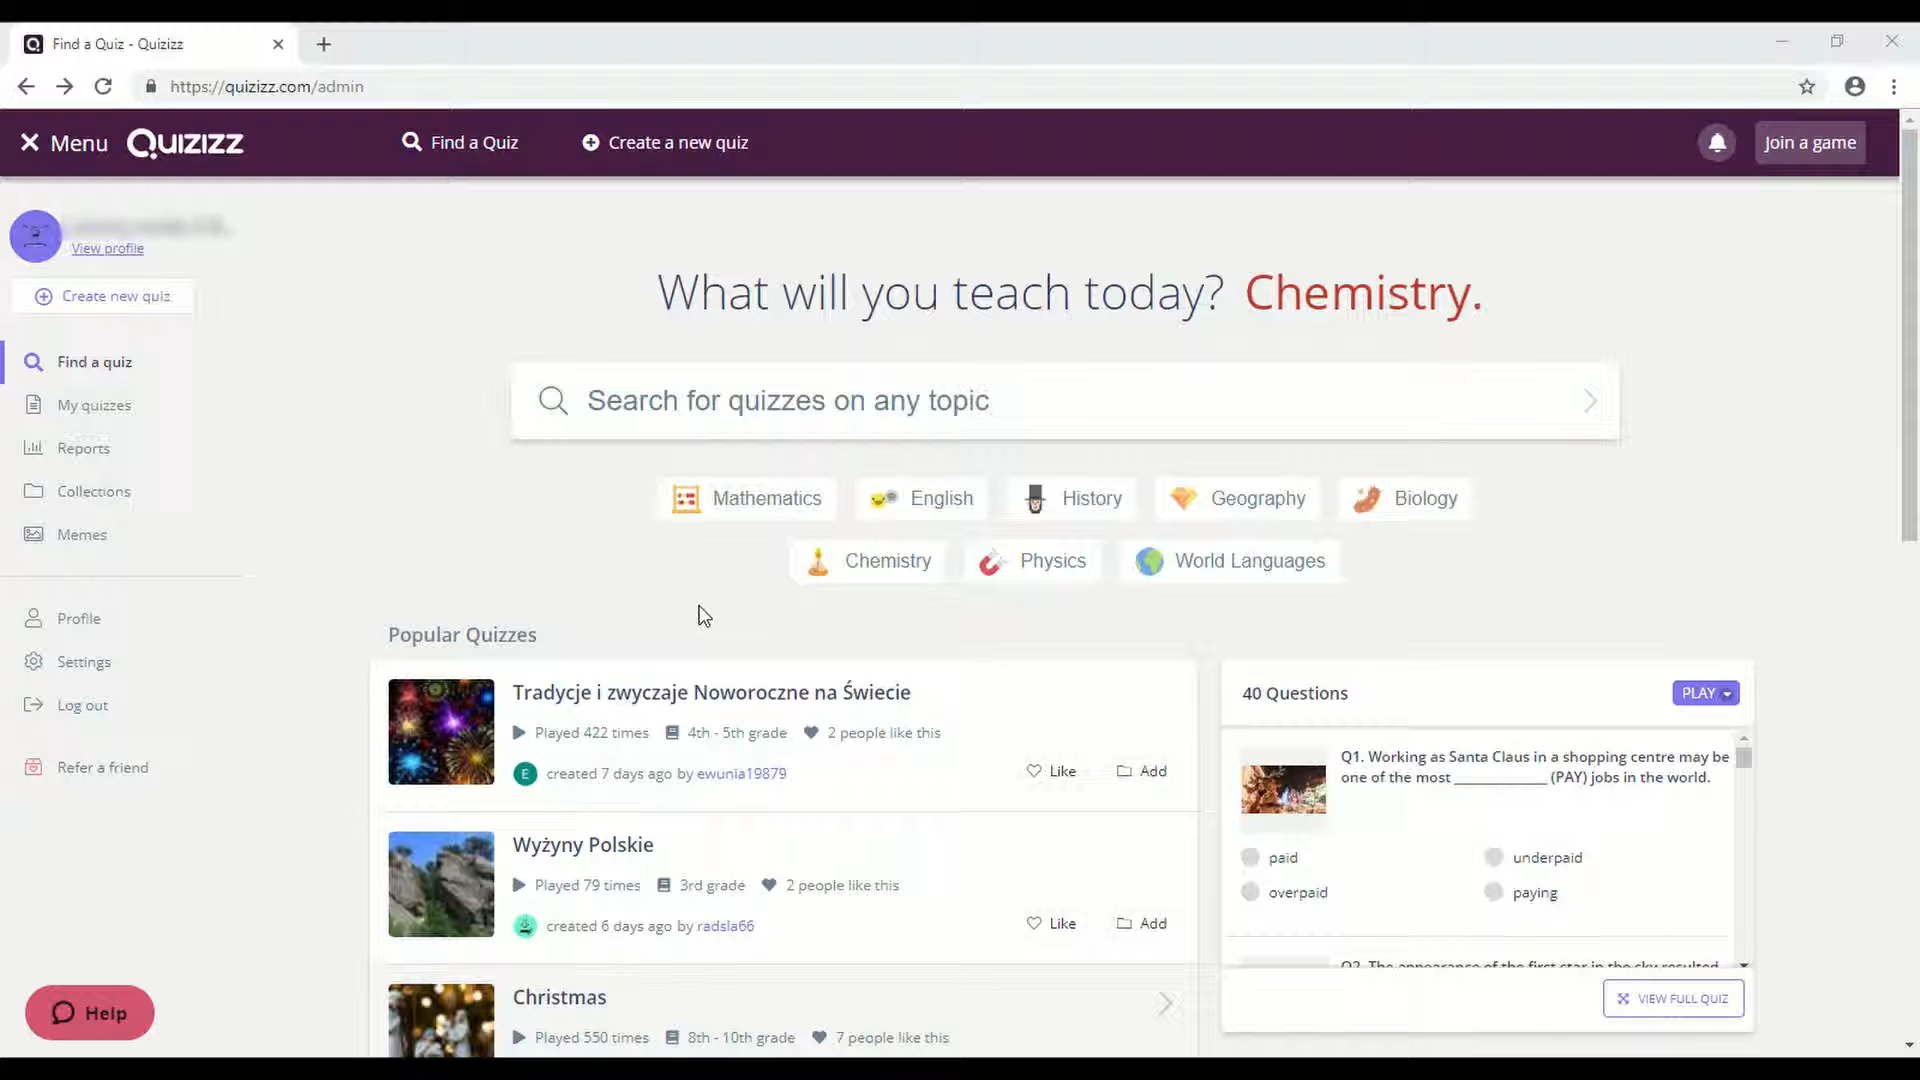 Find a Quiz - Quizizz
https://quizizz.com/admin
Menu QUIZIZZ Find a Quiz Create a new quiz Join a game
View profile
Create new quiz
Find a quiz
My quizzes
Reports
Collections
Memes
Profile
Settings
Log out
Refer a friend
Help
What will you teach today? Chemistry.
Search for quizzes on any topic
Mathematics English History Geography Biology
Chemistry Physics World Languages
Popular Quizzes
Tradycje i zwyczaje Noworoczne na Świecie
Played 422 times 4th - 5th grade 2 people like this
E created 7 days ago by ewunia19879 Like Add
Wyżyny Polskie
Played 79 times 3rd grade 2 people like this
created 6 days ago by radsla66 Like Add
Christmas
Played 550 times 8th - 10th grade 7 people like this
40 Questions PLAY
Q1. Working as Santa Claus in a shopping centre may be
one of the most ______________ (PAY) jobs in the world.
paid underpaid
overpaid paying
Q2. The appearance of the first star in the sky resulted
VIEW FULL QUIZ